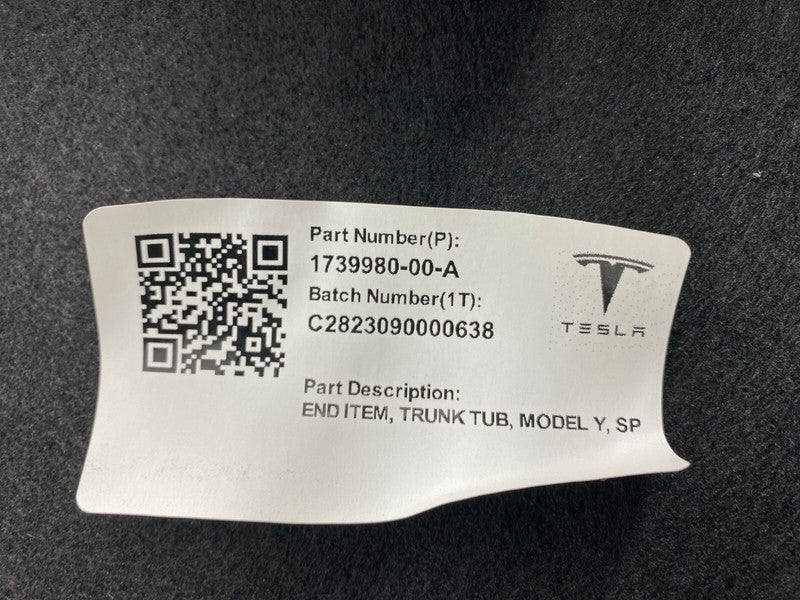 Part Number(P):
1739980-00-A
Batch Number(1T):
C2823090000638
TESLA
Part Description:
END ITEM, TRUNK TUB, MODEL Y, SP